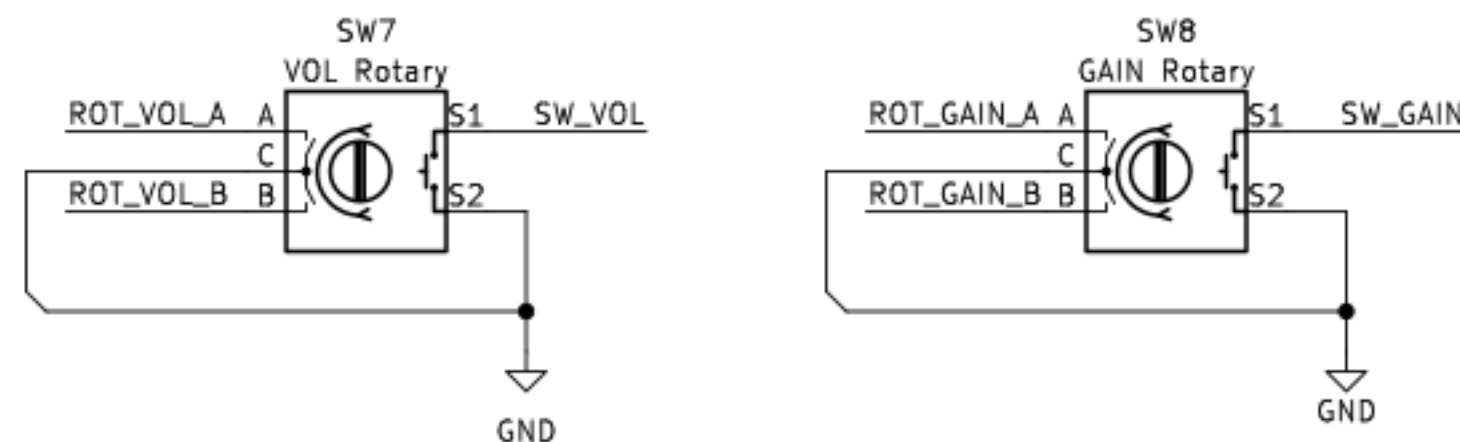 SW7
VOL Rotary
ROT_VOL_A A S1 SW_VOL
C
ROT_VOL_B B S2
GND
SW8
GAIN Rotary
ROT_GAIN_A A S1 SW_GAIN
C
ROT_GAIN_B B S2
GND